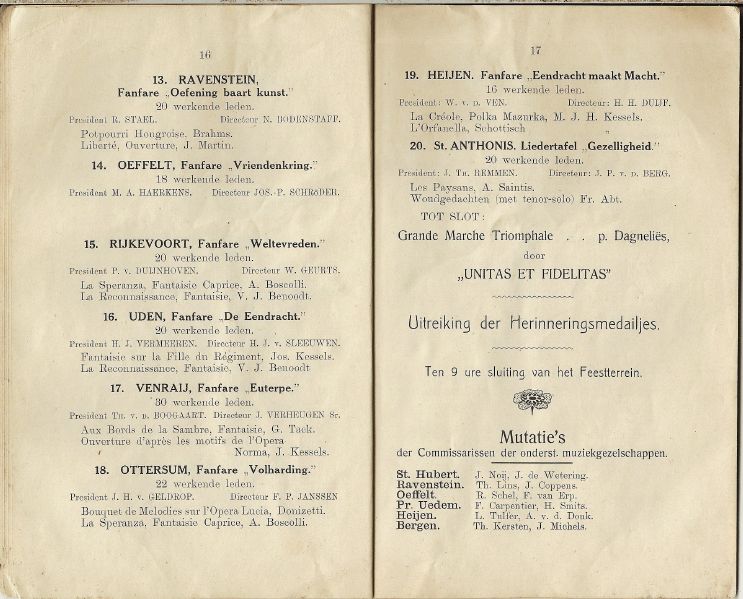 16
13. RAVENSTEIN,
Fanfare „Oefening baart kunst."
20 werkende leden.
President R. STAEL. Directeur N. BODENSTAFF.
Potpourri Hongroise, Brahms.
Liberté, Ouverture, J. Martin.
14. OEFFELT, Fanfare „Vriendenkring."
18 werkende leden.
President M. A. HAERKENS. Directeur JOS. P. SCHRöDER.
15. RIJKEVOORT, Fanfare „Weltevreden."
20 werkende leden.
President P. v. DUIJNHOVEN. Directeur W. GEURTS.
La Speranza, Fantaisie Caprice, A. Boscolli.
La Reconnaissance, Fantaisie, V. J. Benoodt.
16. UDEN, Fanfare „De Eendracht."
20 werkende leden.
President H. J. VERMEEREN. Directeur H. J. v. SLEEUWEN.
Fantaisie sur la Fille du Régiment, Jos. Kessels.
La Reconnaissance, Fantaisie, V. J. Benoodt
17. VENRAIJ, Fanfare „Euterpe."
30 werkende leden.
President TH. v. D. BOOGAART. Directeur J. VERHEUGEN Sr.
Aux Bords de la Sambre, Fantaisie, G. Tack.
Ouverture d'après les motifs de l'Opera
Norma, J. Kessels.
18. OTTERSUM, Fanfare „Volharding."
22 werkende leden.
President J. H. v. GELDROP. Directeur F. P. JANSSEN
Bouquet de Melodies sur l'Opera Lucia, Donizetti.
La Speranza, Fantaisie Caprice, A. Boscolli.
17
19. HEIJEN. Fanfare „Eendracht maakt Macht."
16 werkende leden.
President: W. v. D. VEN. Directeur: H. H. DUIJF.
La Créole, Polka Mazurka, M. J. H. Kessels.
L'Orfanella, Schottisch „
20. St. ANTHONIS. Liedertafel „Gezelligheid."
20 werkende leden.
President: J. TH. REMMEN. Directeur: J. P. v. D. BERG.
Les Paysans, A. Saintis.
Woudgedachten (met tenor-solo) Fr. Abt.
TOT SLOT:
Grande Marche Triomphale . . p. Dagneliës,
door
„UNITAS ET FIDELITAS"
Uitreiking der Herinneringsmedailjes.
Ten 9 ure sluiting van het Feestterrein.
Mutatie's
der Commissarissen der onderst. muziekgezelschappen.
St. Hubert. J. Noij, J. de Wetering.
Ravenstein. Th. Lins, J. Coppens.
Oeffelt. R. Schel, F. van Erp.
Pr. Uedem. F. Carpentier, H. Smits.
Heijen. L. Tulfer, A. v. d. Donk.
Bergen. Th. Kersten, J. Michels.